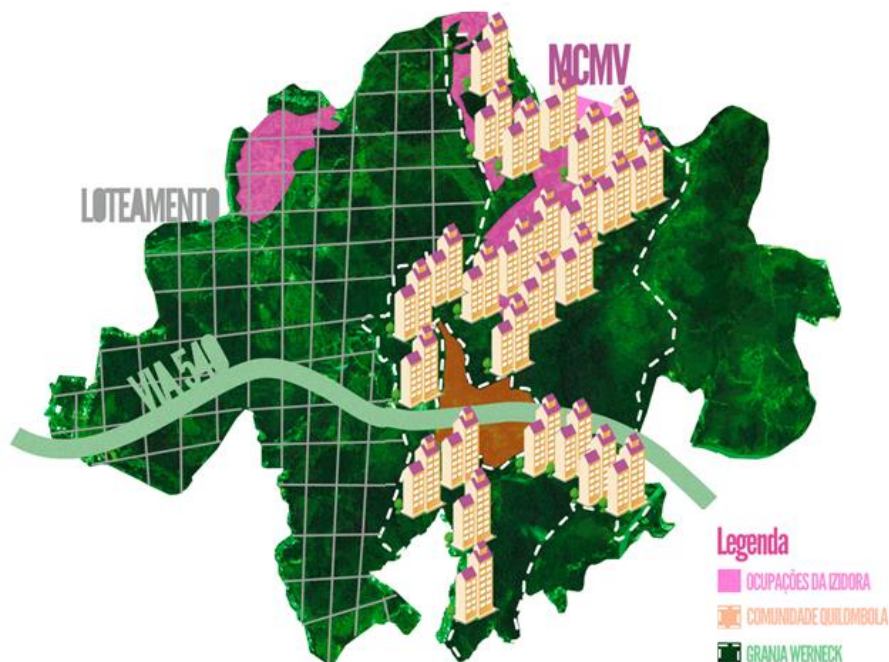 MCMV
LOTEAMENTO
VIA 540
Legenda
OCUPAÇÕES DA IZIDORA
COMUNIDADE QUILOMBOLA
GRANJA WERNECK